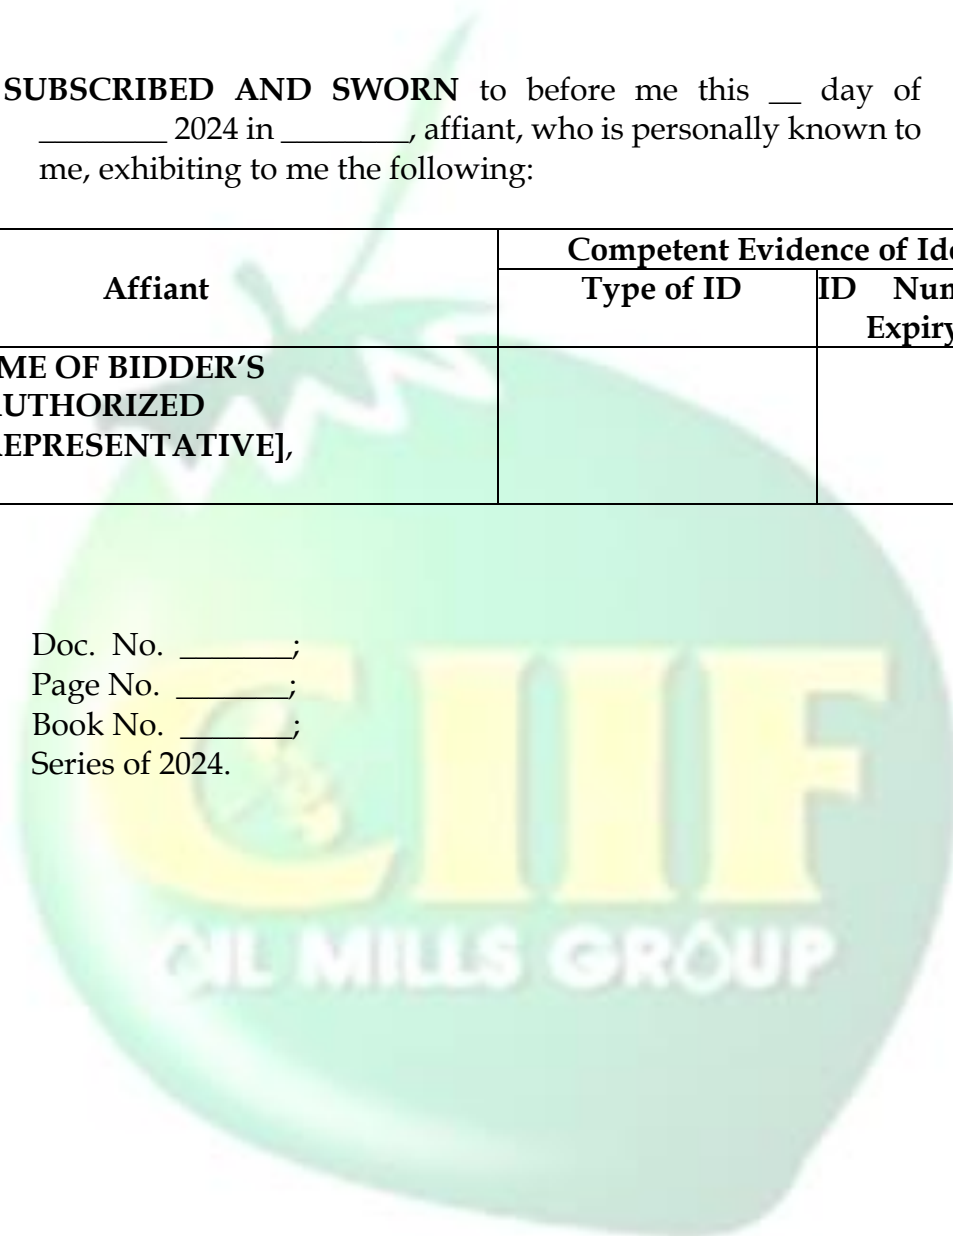 SUBSCRIBED AND SWORN to before me this __ day of
________ 2024 in ________, affiant, who is personally known to
me, exhibiting to me the following:
Competent Evidence of Ide
Affiant
Type of ID
ID Num
Expiry
ME OF BIDDER’S
UTHORIZED
EPRESENTATIVE],
Doc. No. _______;
Page No. _______;
Book No. _______;
Series of 2024.
CIIF
OIL MILLS GROUP